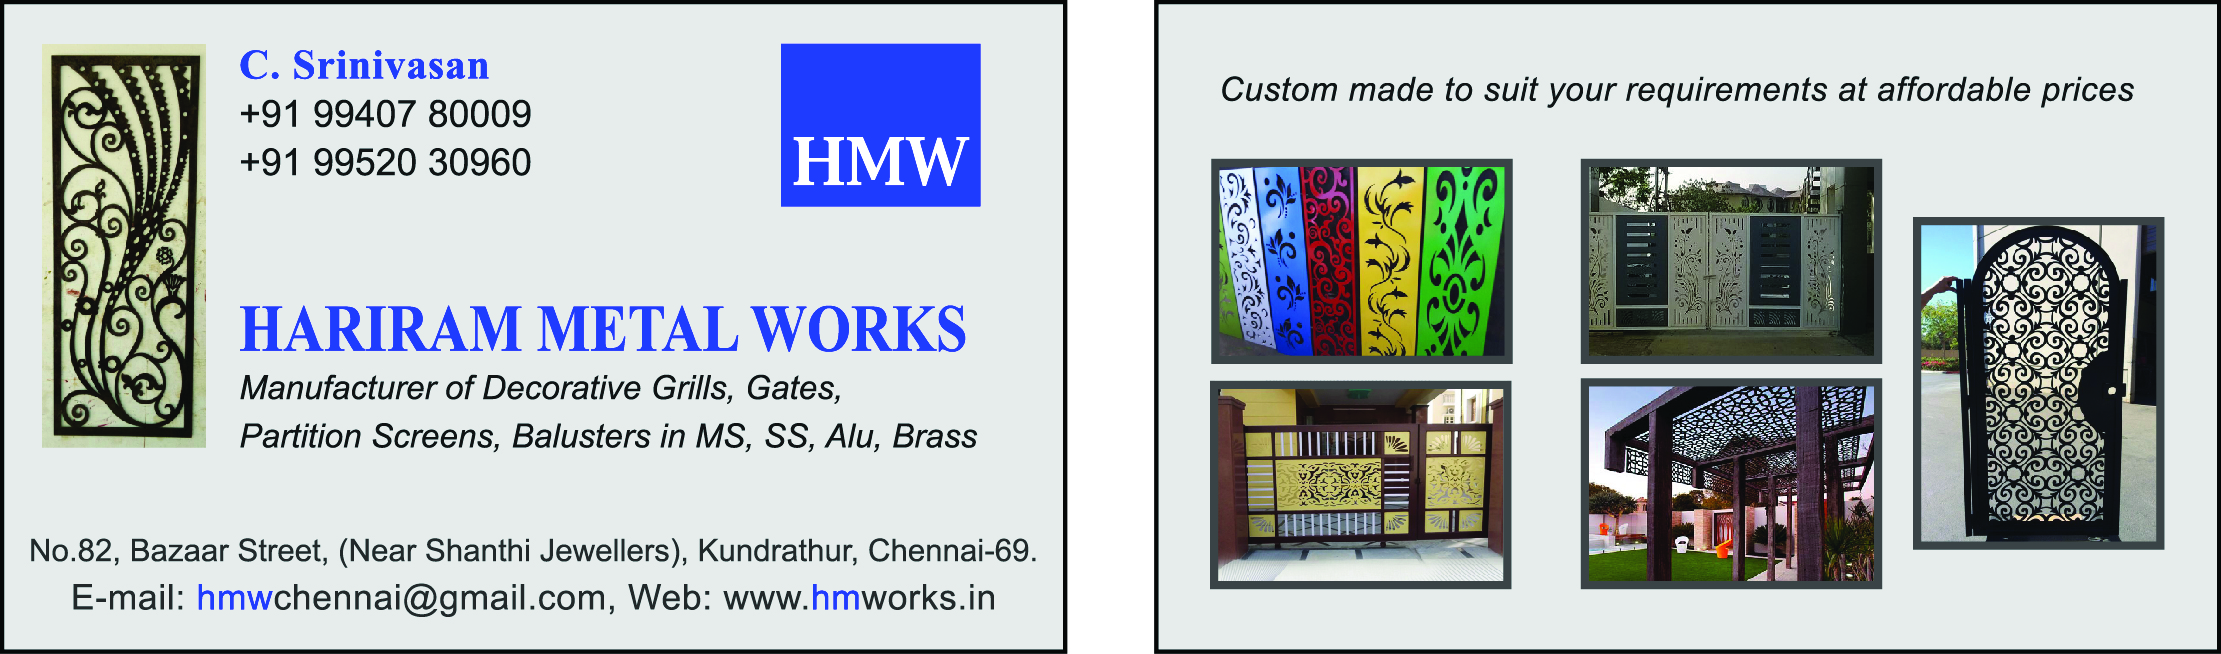 C. Srinivasan
+91 99407 80009
+91 99520 30960
HMW
HARIRAM METAL WORKS
Manufacturer of Decorative Grills, Gates,
Partition Screens, Balusters in MS, SS, Alu, Brass
No.82, Bazaar Street, (Near Shanthi Jewellers), Kundrathur, Chennai-69.
E-mail: hmwchennai@gmail.com, Web: www.hmworks.in
Custom made to suit your requirements at affordable prices